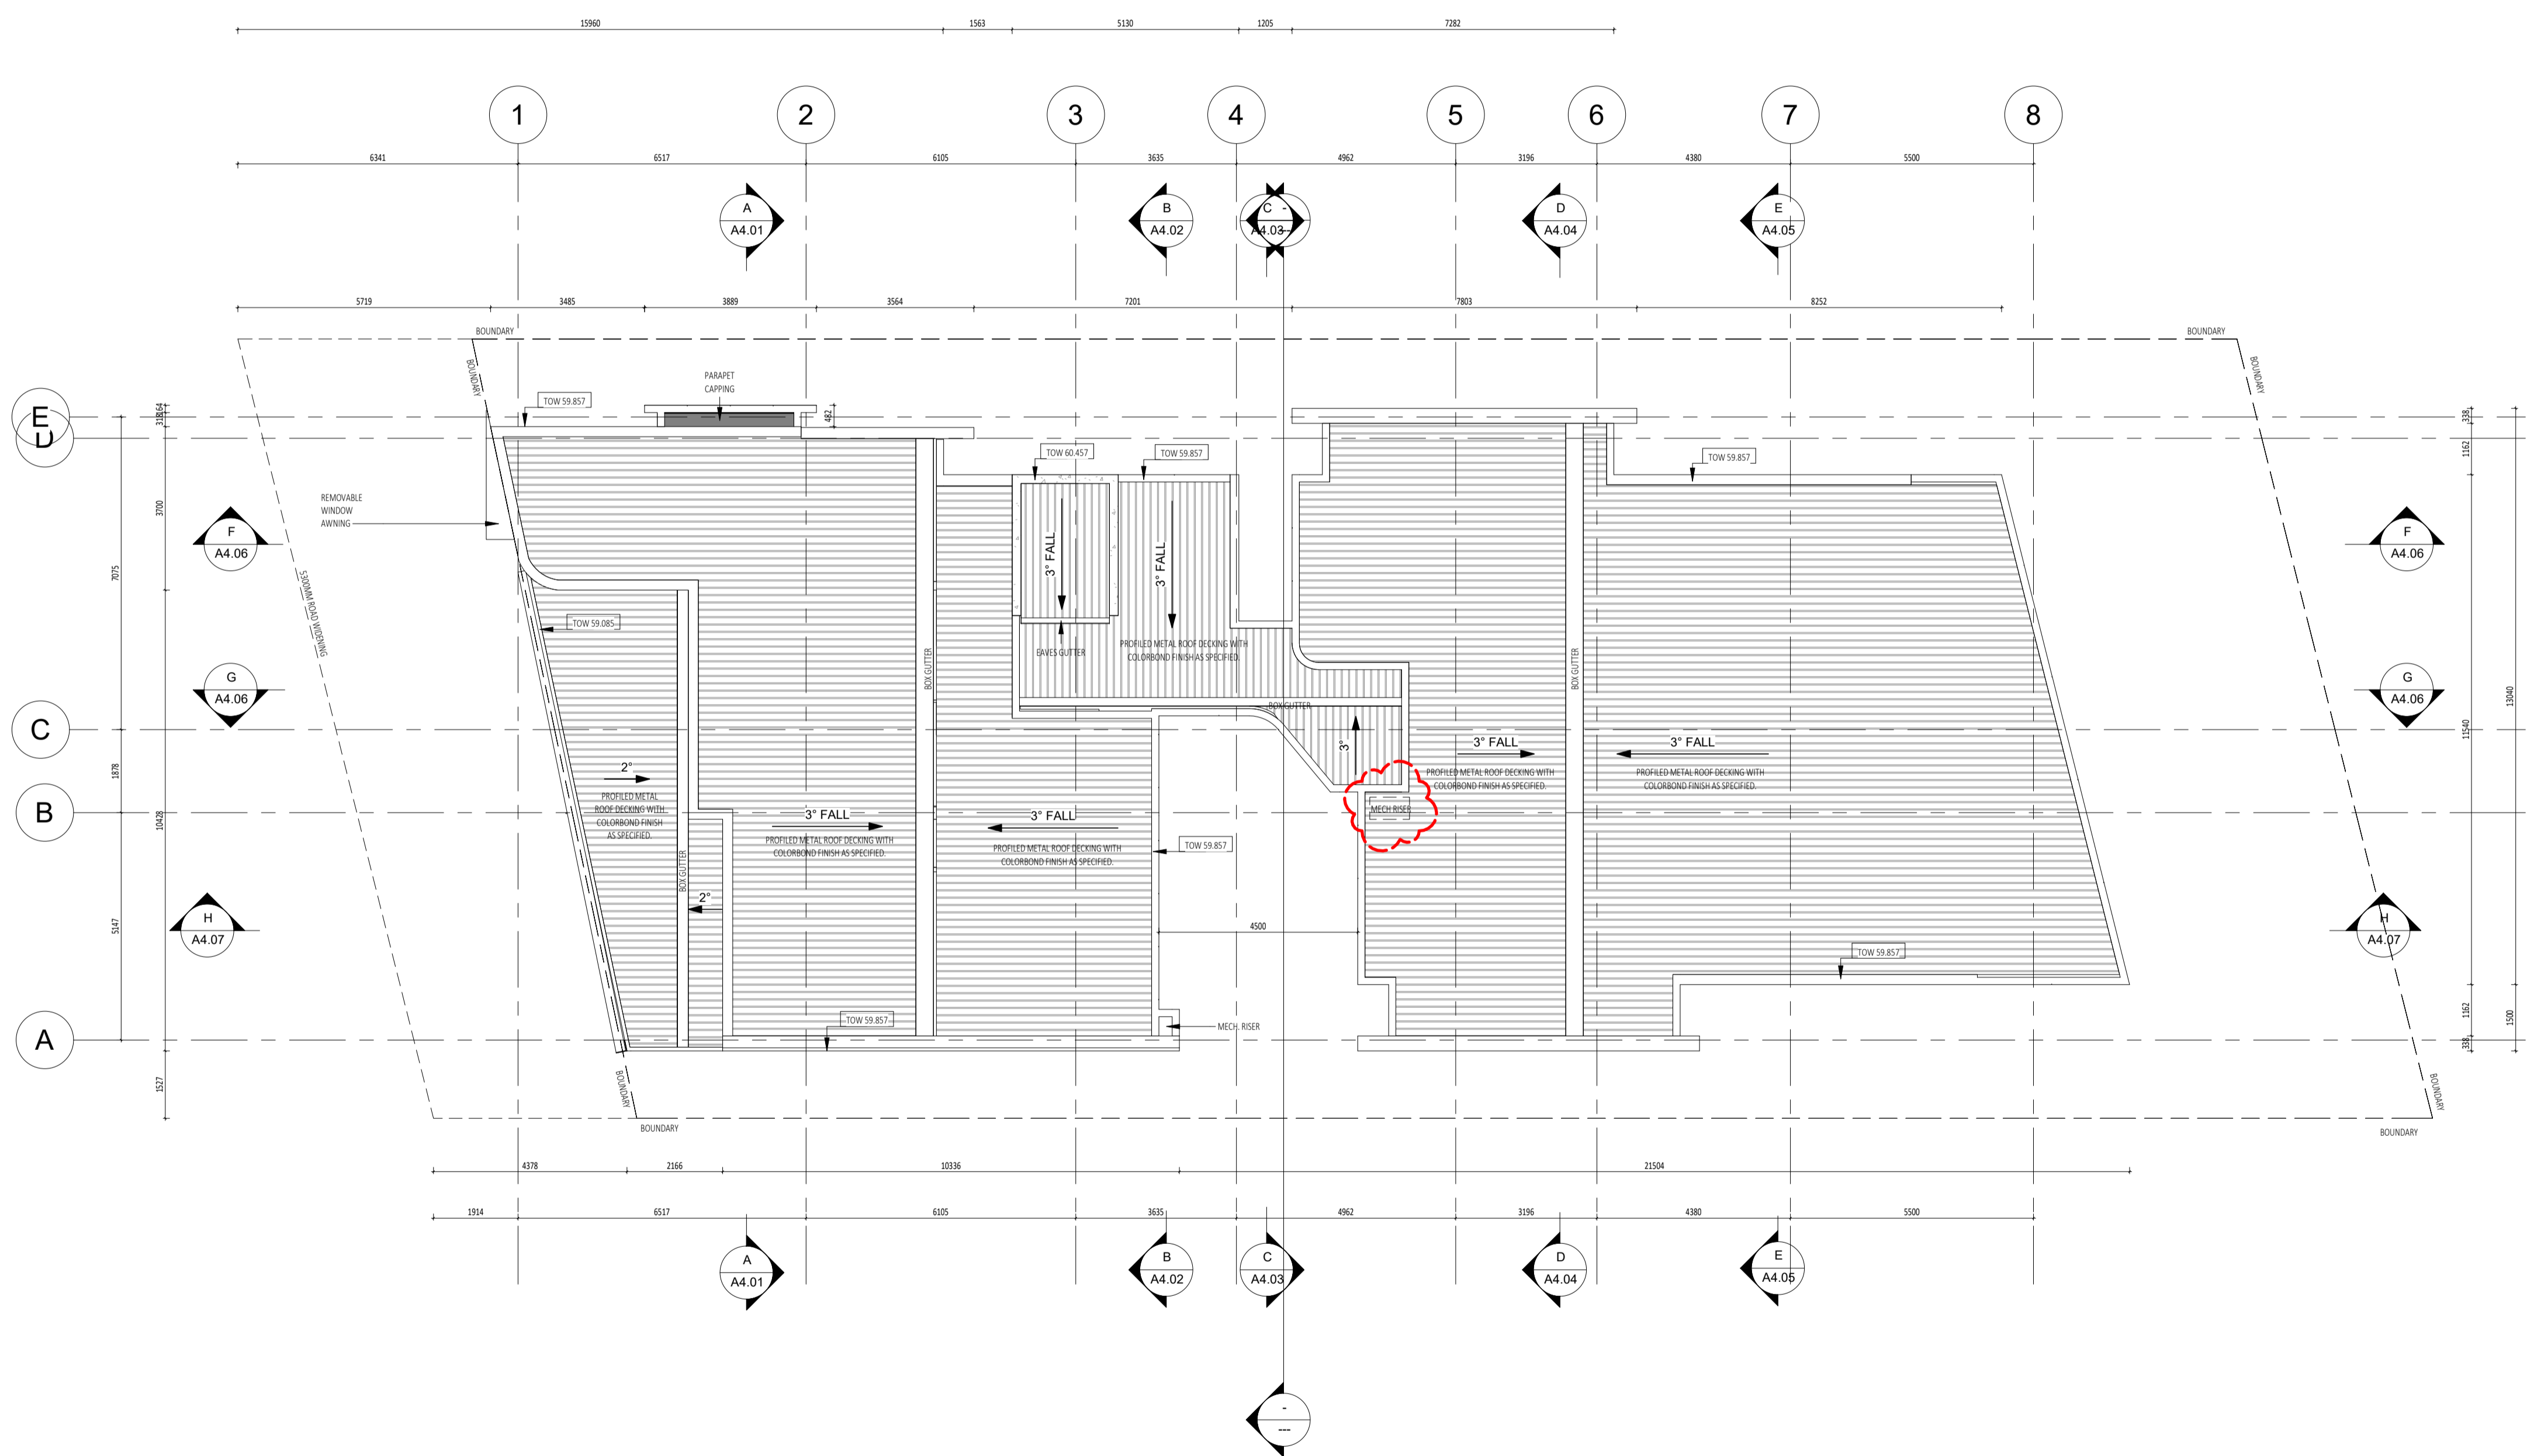 15960 1563 5130 1205 7282
1 2 3 4 5 6 7 8
6341 6517 6105 3635 4962 3196 4380 5500
A
A4.01
B
A4.02
C
A4.03
-
---
D
A4.04
E
A4.05
5719 3485 3889 3564 7201 7803 8252
BOUNDARY
BOUNDARY
BOUNDARY
BOUNDARY
PARAPET
CAPPING
E
D
TOW 59.857
164
318
482
338
TOW 60.457
TOW 59.857
TOW 59.857
1162
REMOVABLE
WINDOW
AWNING
3700
F
A4.06
F
A4.06
3° FALL
3° FALL
7075
5300MM ROAD WIDENING
TOW 59.085
EAVES GUTTER
PROFILED METAL ROOF DECKING WITH
COLORBOND FINISH AS SPECIFIED.
BOX GUTTER
BOX GUTTER
G
A4.06
G
A4.06
13040
11540
BOX GUTTER
C
3°
3° FALL
3° FALL
2°
1878
PROFILED METAL ROOF DECKING WITH
COLORBOND FINISH AS SPECIFIED.
PROFILED METAL ROOF DECKING WITH
COLORBOND FINISH AS SPECIFIED.
PROFILED METAL
ROOF DECKING WITH
COLORBOND FINISH
AS SPECIFIED.
B
MECH RISER
10428
3° FALL
3° FALL
PROFILED METAL ROOF DECKING WITH
COLORBOND FINISH AS SPECIFIED.
PROFILED METAL ROOF DECKING WITH
COLORBOND FINISH AS SPECIFIED.
TOW 59.857
BOX GUTTER
2°
5147
H
A4.07
H
A4.07
4500
TOW 59.857
1162
1500
338
TOW 59.857
MECH. RISER
A
1527
BOUNDARY
BOUNDARY
BOUNDARY
BOUNDARY
4378 2166 10336 21504
1914 6517 6105 3635 4962 3196 4380 5500
A
A4.01
B
A4.02
C
A4.03
D
A4.04
E
A4.05
-
---